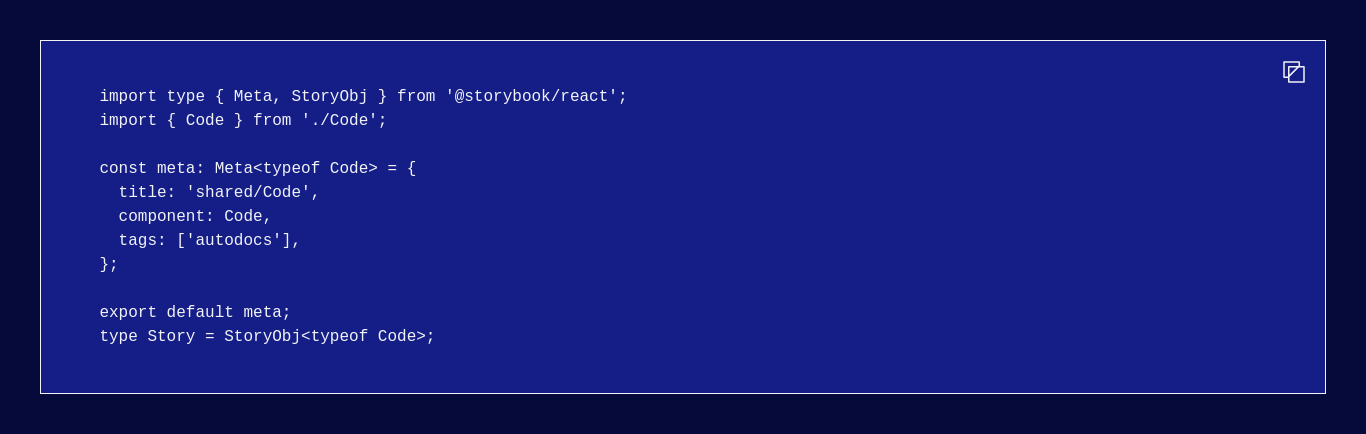 import type { Meta, StoryObj } from '@storybook/react';
import { Code } from './Code';

const meta: Meta<typeof Code> = {
  title: 'shared/Code',
  component: Code,
  tags: ['autodocs'],
};

export default meta;
type Story = StoryObj<typeof Code>;